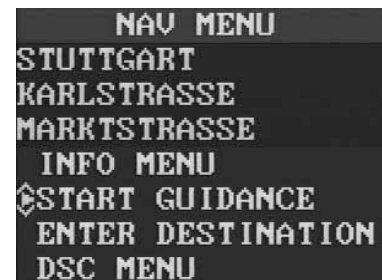 NAV MENU
STUTTGART
KARLSTRASSE
MARKTSTRASSE
INFO MENU
START GUIDANCE
ENTER DESTINATION
DSC MENU